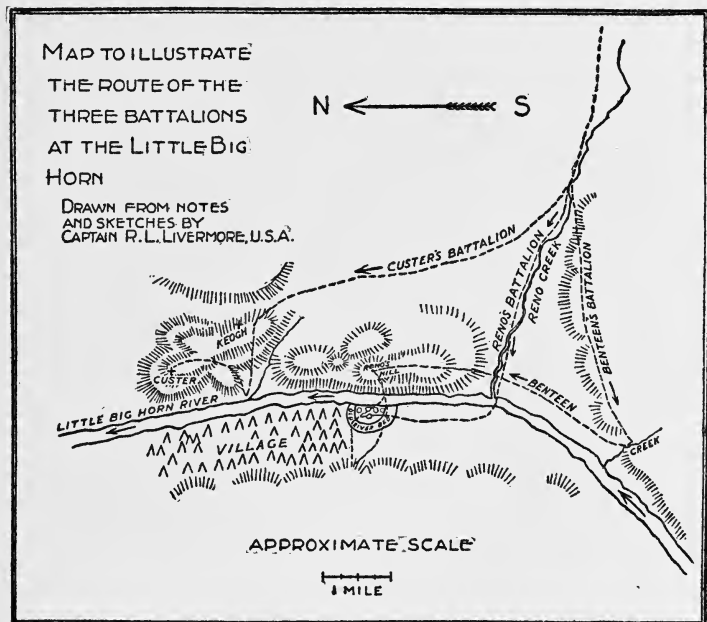 MAP TO ILLUSTRATE
THE ROUTE OF THE
THREE BATTALIONS
AT THE LITTLE BIG
HORN
DRAWN FROM NOTES
AND SKETCHES BY
CAPTAIN R.L. LIVERMORE, U.S.A.
N S
CUSTER'S BATTALION
RENO'S BATTALION
RENO CREEK
BENTEEN'S BATTALION
KEOGH
CUSTER
RENO'S
HILL
BENTEEN
LITTLE BIG HORN RIVER
RIVER BED
VILLAGE
CREEK
APPROXIMATE SCALE
1 MILE